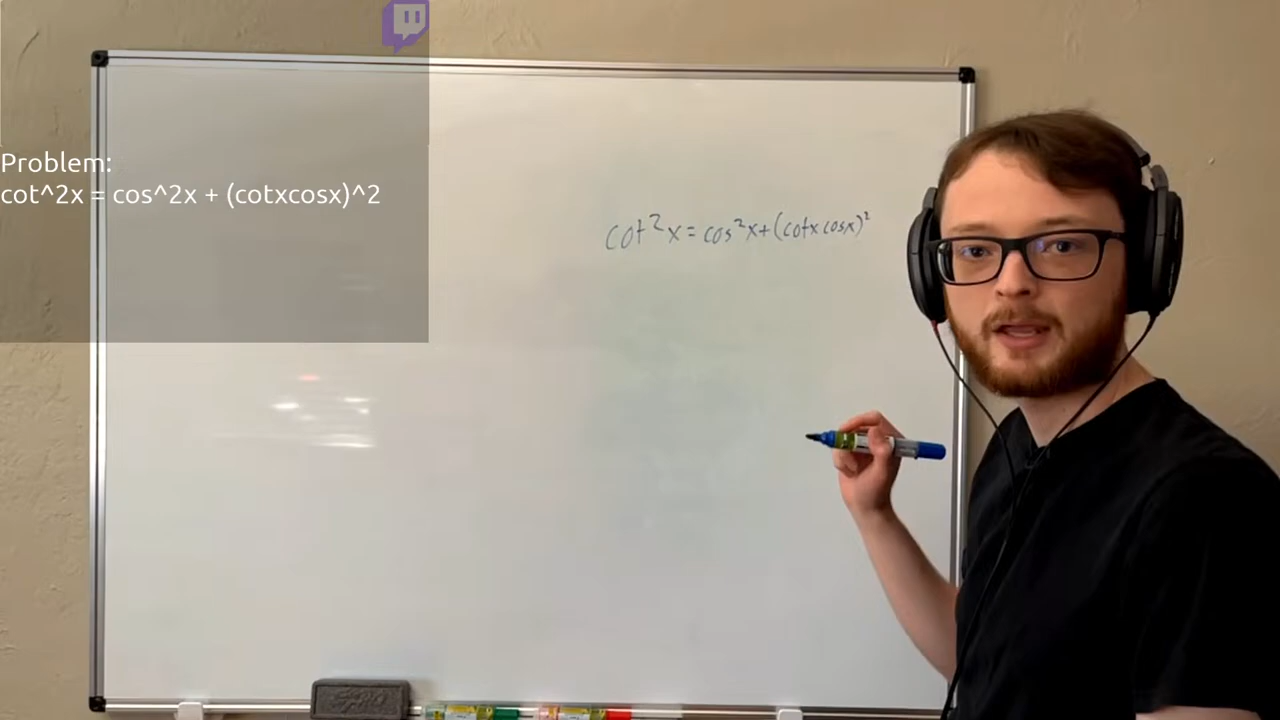 Problem:
cot^2x = cos^2x + (cotxcosx)^2
cot²x = cos²x+(cotx cosx)²